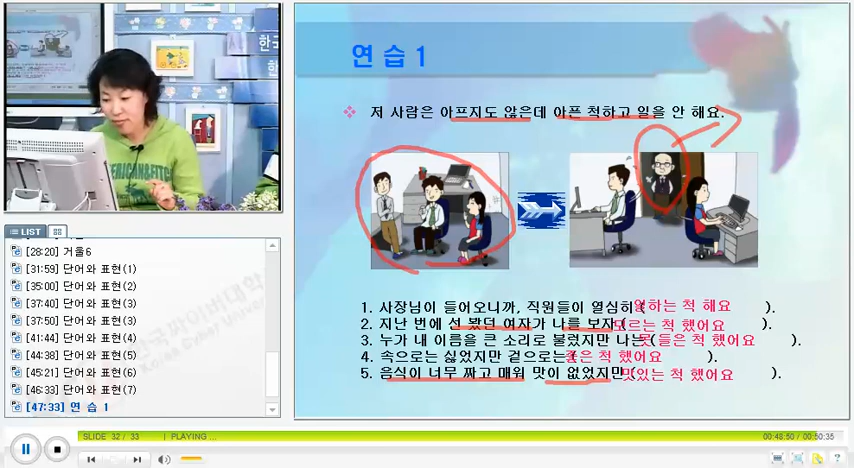 연 습 1
❖ 저 사람은 아프지도 않은데 아픈 척하고 일을 안 해요.
1. 사장님이 들어오니까, 직원들이 열심히 (일하는 척 해요 ).
2. 지난 번에 선 봤던 여자가 나를 보자 (모르는 척 했어요 ).
3. 누가 내 이름을 큰 소리로 불렀지만 나는 (못 들은 척 했어요 ).
4. 속으로는 싫었지만 겉으로는 (좋은 척 했어요 ).
5. 음식이 너무 짜고 매워 맛이 없었지만 (맛있는 척 했어요 ).
LIST
[28:20] 거울6
[31:59] 단어와 표현(1)
[35:00] 단어와 표현(2)
[37:40] 단어와 표현(3)
[37:50] 단어와 표현(3)
[41:44] 단어와 표현(4)
[44:38] 단어와 표현(5)
[45:21] 단어와 표현(6)
[46:33] 단어와 표현(7)
[47:33] 연 습 1
SLIDE 32 / 33 | PLAYING ...
00:48:50 / 00:50:35